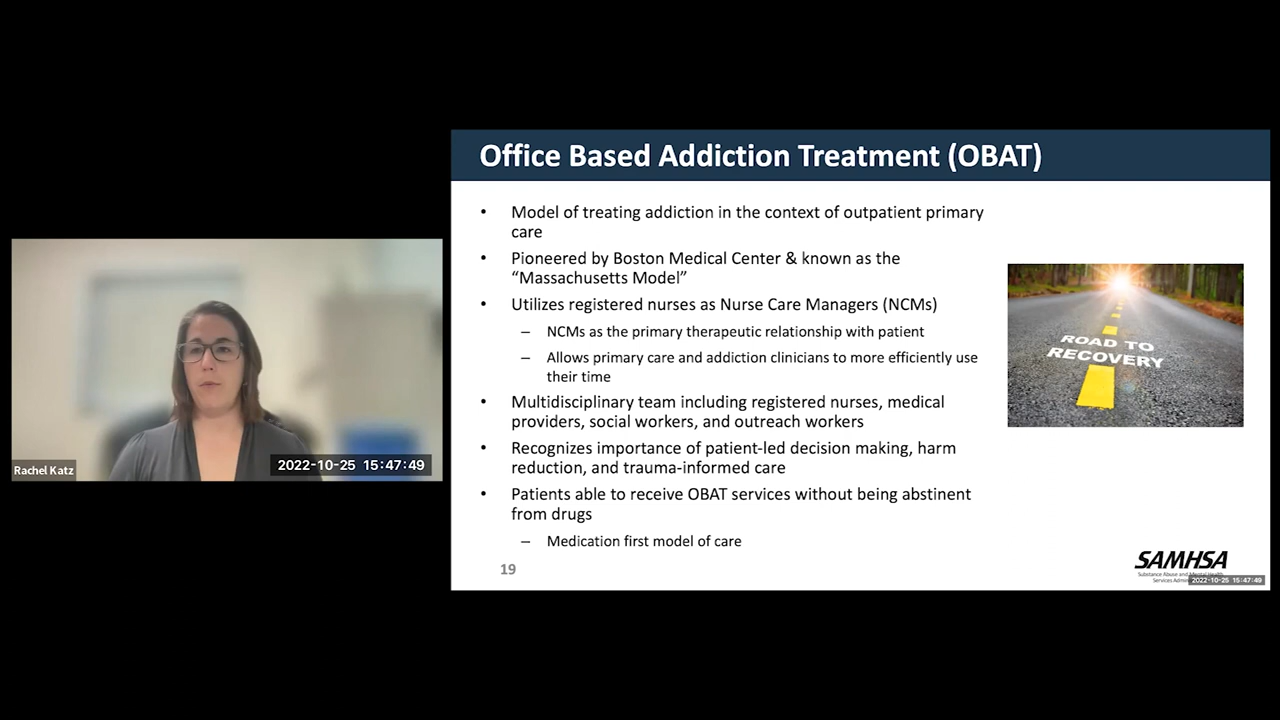 Office Based Addiction Treatment (OBAT)
• Model of treating addiction in the context of outpatient primary
care
• Pioneered by Boston Medical Center & known as the
“Massachusetts Model”
• Utilizes registered nurses as Nurse Care Managers (NCMs)
– NCMs as the primary therapeutic relationship with patient
– Allows primary care and addiction clinicians to more efficiently use
their time
• Multidisciplinary team including registered nurses, medical
providers, social workers, and outreach workers
• Recognizes importance of patient-led decision making, harm
reduction, and trauma-informed care
• Patients able to receive OBAT services without being abstinent
from drugs
– Medication first model of care
19
ROAD TO
RECOVERY
SAMHSA
Substance Abuse and Mental Health
Services
2022-10-25 15:47:49
Rachel Katz
2022-10-25 15:47:49